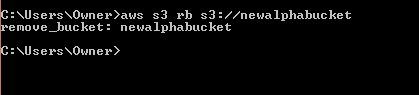 C:\Users\Owner>aws s3 rb s3://newalphabucket
remove_bucket: newalphabucket
C:\Users\Owner>